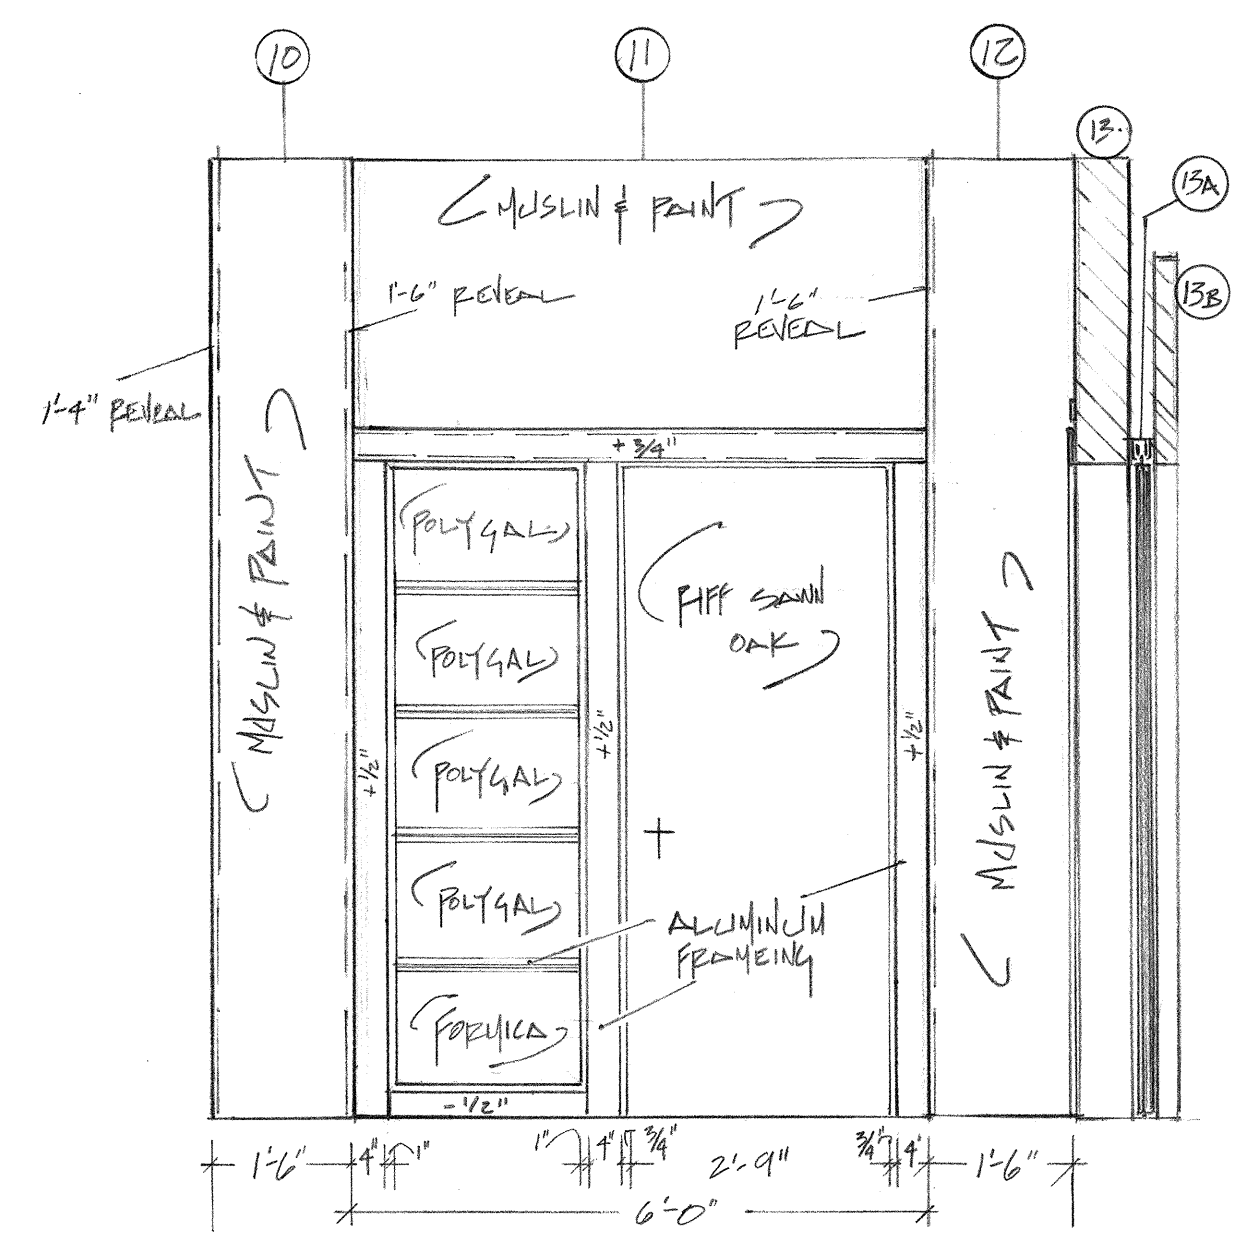 10
11
12
13
13A
13B
MUSLIN & PAINT
1'-6" REVEAL
1'-6"
REVEAL
1'-4" REVEAL
+ 3/4"
MUSLIN & PAINT
POLYGAL
POLYGAL
POLYGAL
POLYGAL
FORMICA
RIFF SAWN
OAK
+ 1/2"
+ 1/2"
+ 1/2"
MUSLIN & PAINT
ALUMINUM
FRAMEING
- 1/2"
1'-6" 4" 1" 1" 4" 3/4" 2'-9" 3/4" 4" 1'-6"
6'-0"